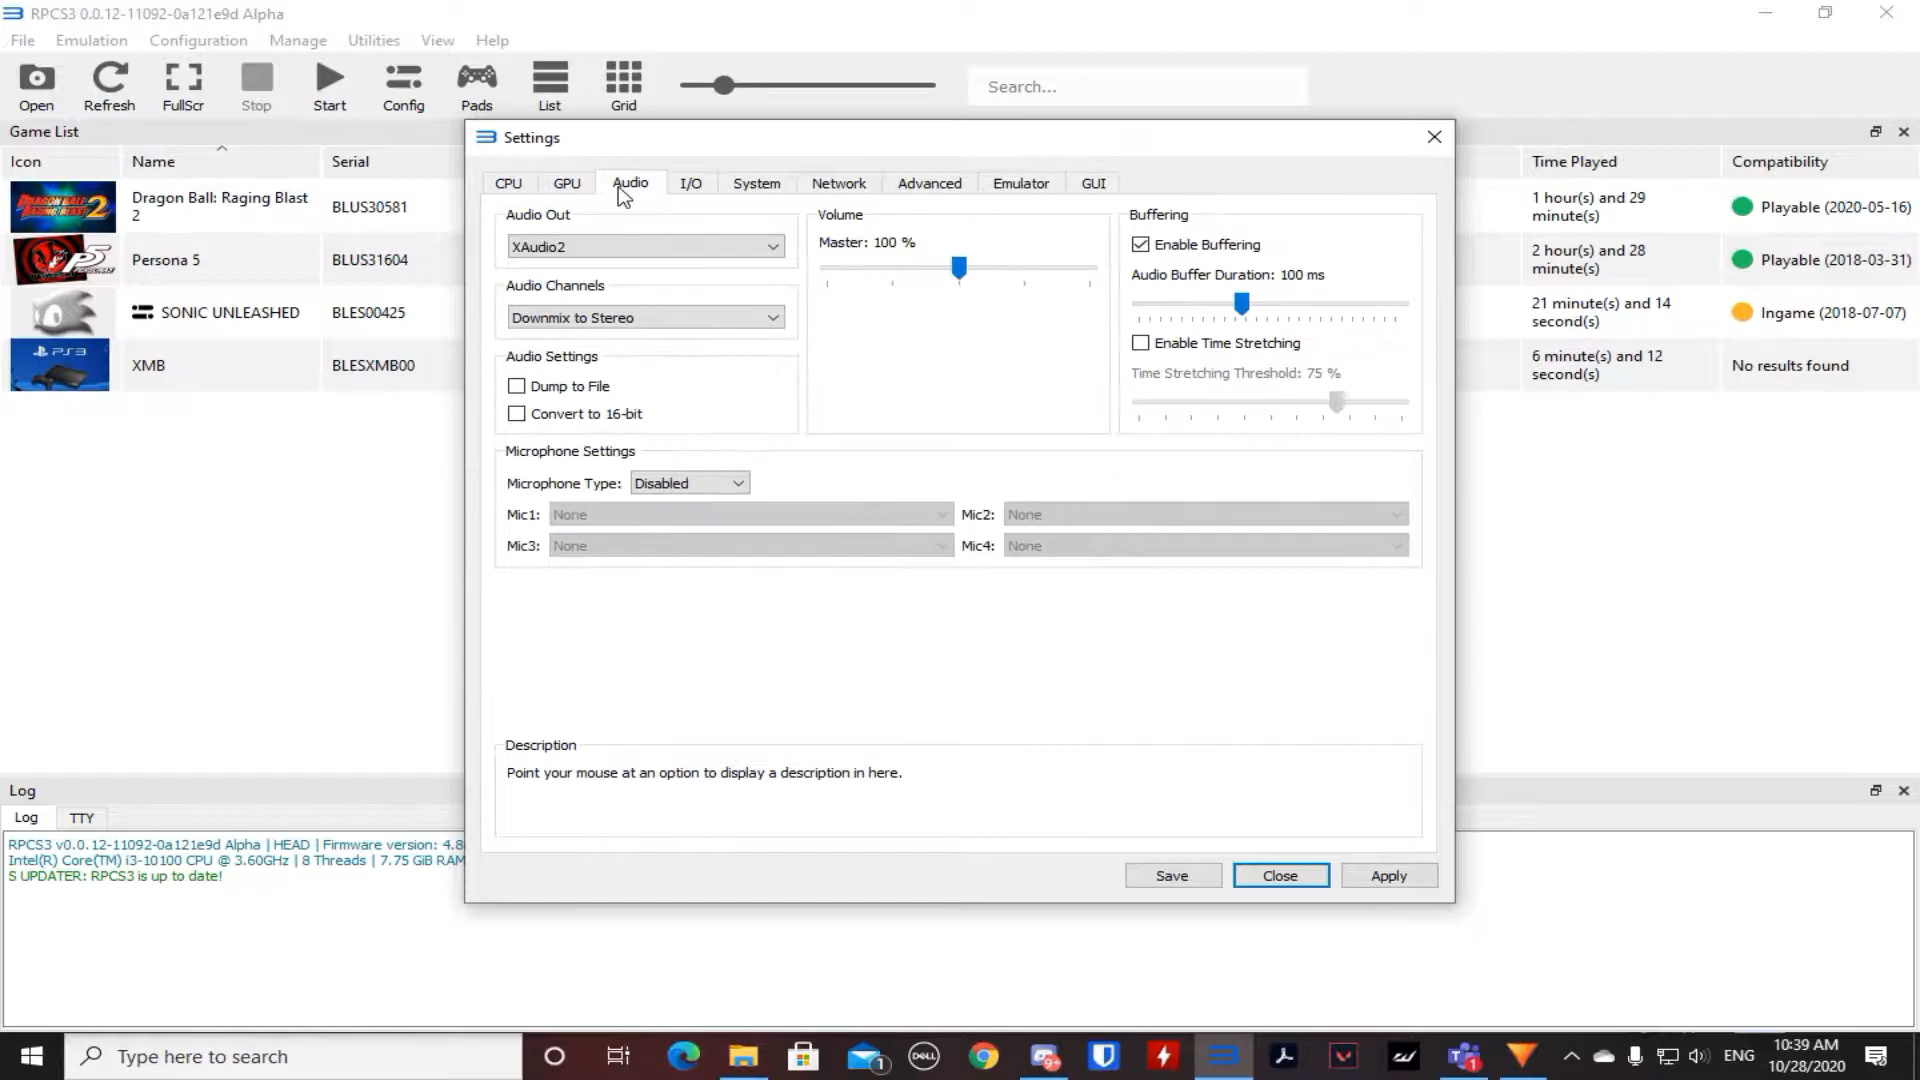 RPCS3 0.0.12-11092-0a121e9d Alpha
File Emulation Configuration Manage Utilities View Help
Open Refresh FullScr Stop Start Config Pads List Grid
Search...
Game List
Icon Name Serial Time Played Compatibility
Dragon Ball: Raging Blast
2
BLUS30581
1 hour(s) and 29
minute(s)
Playable (2020-05-16)
Persona 5
BLUS31604
2 hour(s) and 28
minute(s)
Playable (2018-03-31)
SONIC UNLEASHED
BLES00425
21 minute(s) and 14
second(s)
Ingame (2018-07-07)
PS3
XMB
BLESXMB00
6 minute(s) and 12
second(s)
No results found
Settings
CPU GPU Audio I/O System Network Advanced Emulator GUI
Audio Out
XAudio2
Audio Channels
Downmix to Stereo
Audio Settings
Dump to File
Convert to 16-bit
Volume
Master: 100 %
Buffering
Enable Buffering
Audio Buffer Duration: 100 ms
Enable Time Stretching
Time Stretching Threshold: 75 %
Microphone Settings
Microphone Type: Disabled
Mic1: None Mic2: None
Mic3: None Mic4: None
Description
Point your mouse at an option to display a description in here.
Save Close Apply
Log
Log TTY
RPCS3 v0.0.12-11092-0a121e9d Alpha | HEAD | Firmware version: 4.8
Intel(R) Core(TM) i3-10100 CPU @ 3.60GHz | 8 Threads | 7.75 GiB RAM
S UPDATER: RPCS3 is up to date!
Type here to search
1
DELL
9+
1
ENG
10:39 AM
10/28/2020